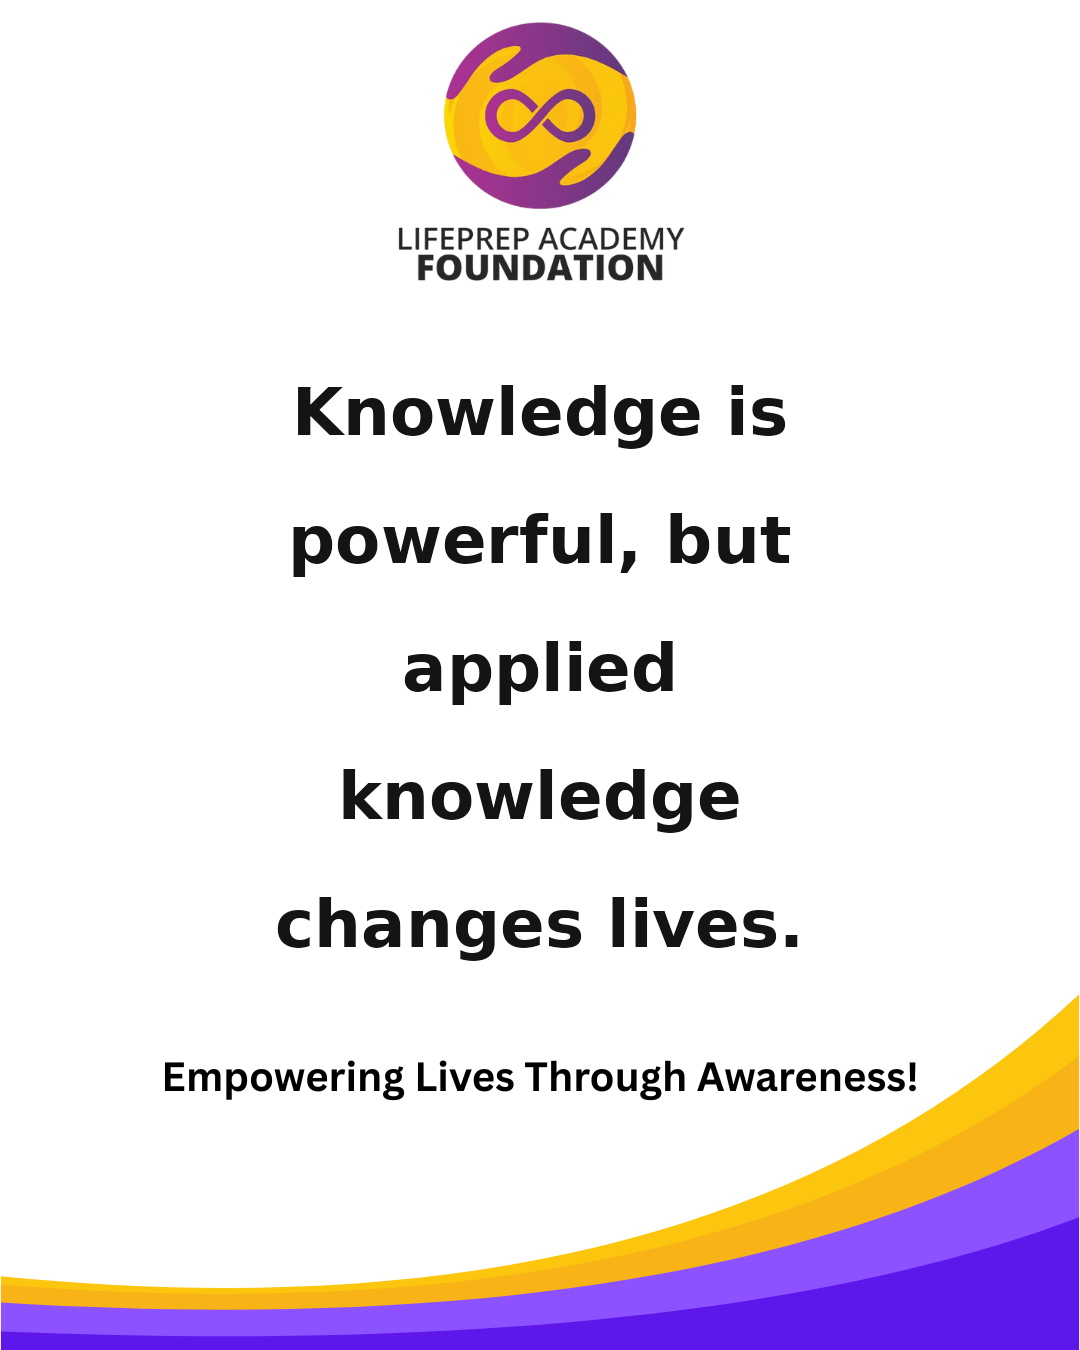 LIFEPREP ACADEMY
FOUNDATION
Knowledge is
powerful, but
applied
knowledge
changes lives.
Empowering Lives Through Awareness!